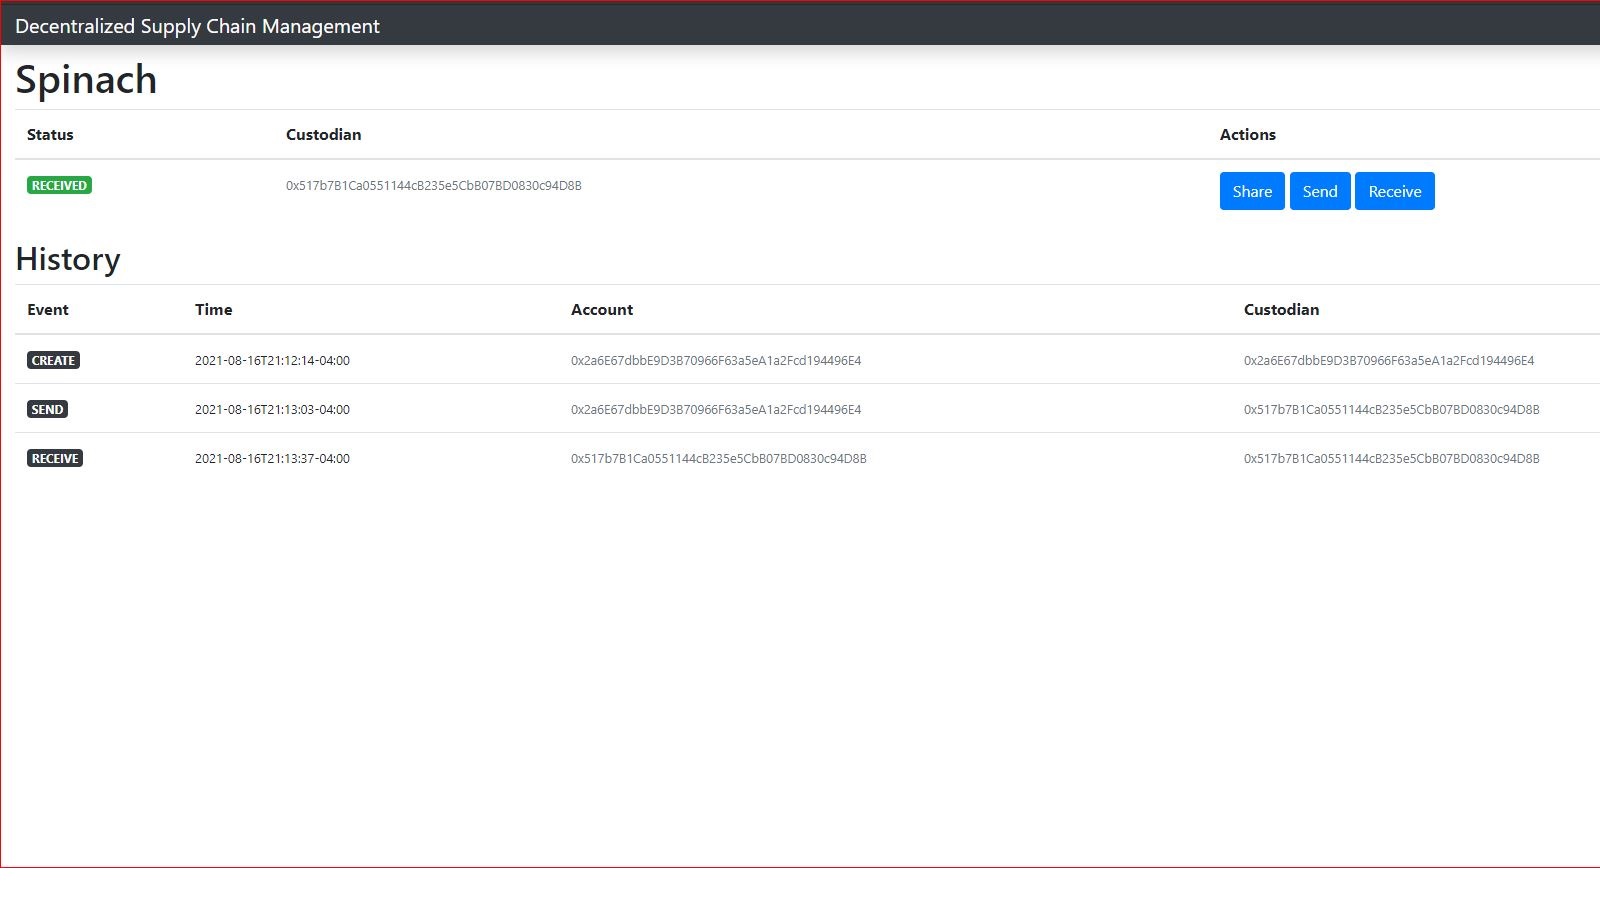 Decentralized Supply Chain Management
Spinach
Status Custodian Actions
RECEIVED 0x517b7B1Ca0551144cB235e5CbB07BD0830c94D8B Share Send Receive
History
Event Time Account Custodian
CREATE 2021-08-16T21:12:14-04:00 0x2a6E67dbbE9D3B70966F63a5eA1a2Fcd194496E4 0x2a6E67dbbE9D3B70966F63a5eA1a2Fcd194496E4
SEND 2021-08-16T21:13:03-04:00 0x2a6E67dbbE9D3B70966F63a5eA1a2Fcd194496E4 0x517b7B1Ca0551144cB235e5CbB07BD0830c94D8B
RECEIVE 2021-08-16T21:13:37-04:00 0x517b7B1Ca0551144cB235e5CbB07BD0830c94D8B 0x517b7B1Ca0551144cB235e5CbB07BD0830c94D8B